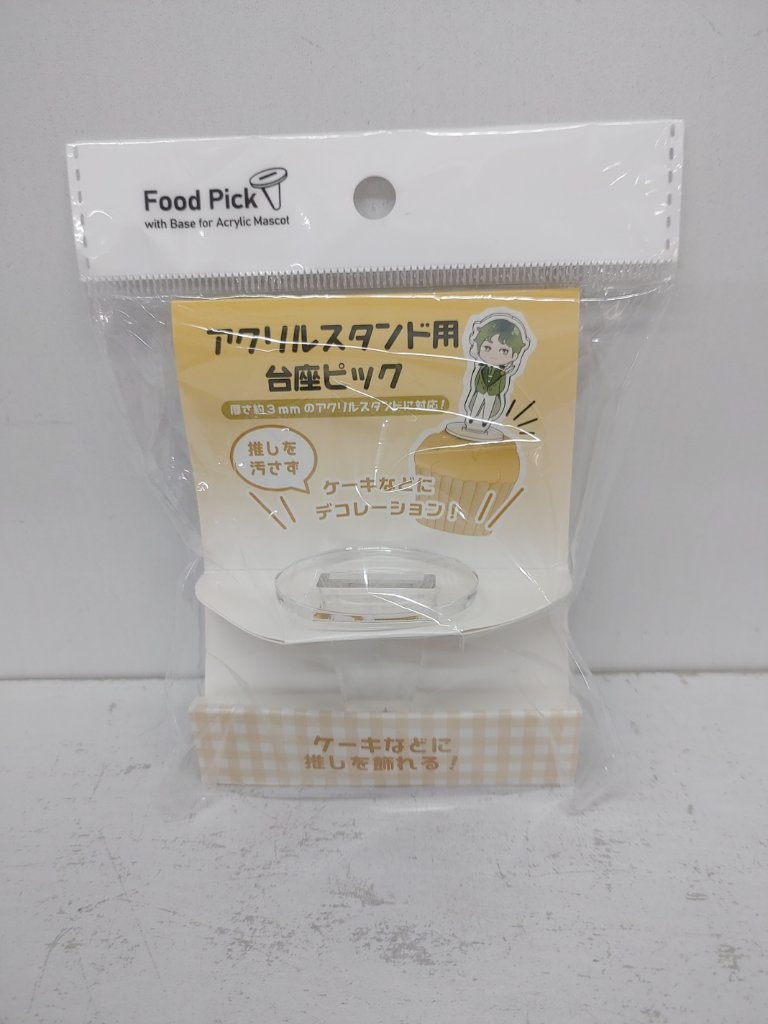 Food Pick
with Base for Acrylic Mascot
アクリルスタンド用
台座ピック
厚さ約3mmのアクリルスタンドに対応!
推しを
汚さず
ケーキなどに
デコレーション!
ケーキなどに
推しを飾れる!